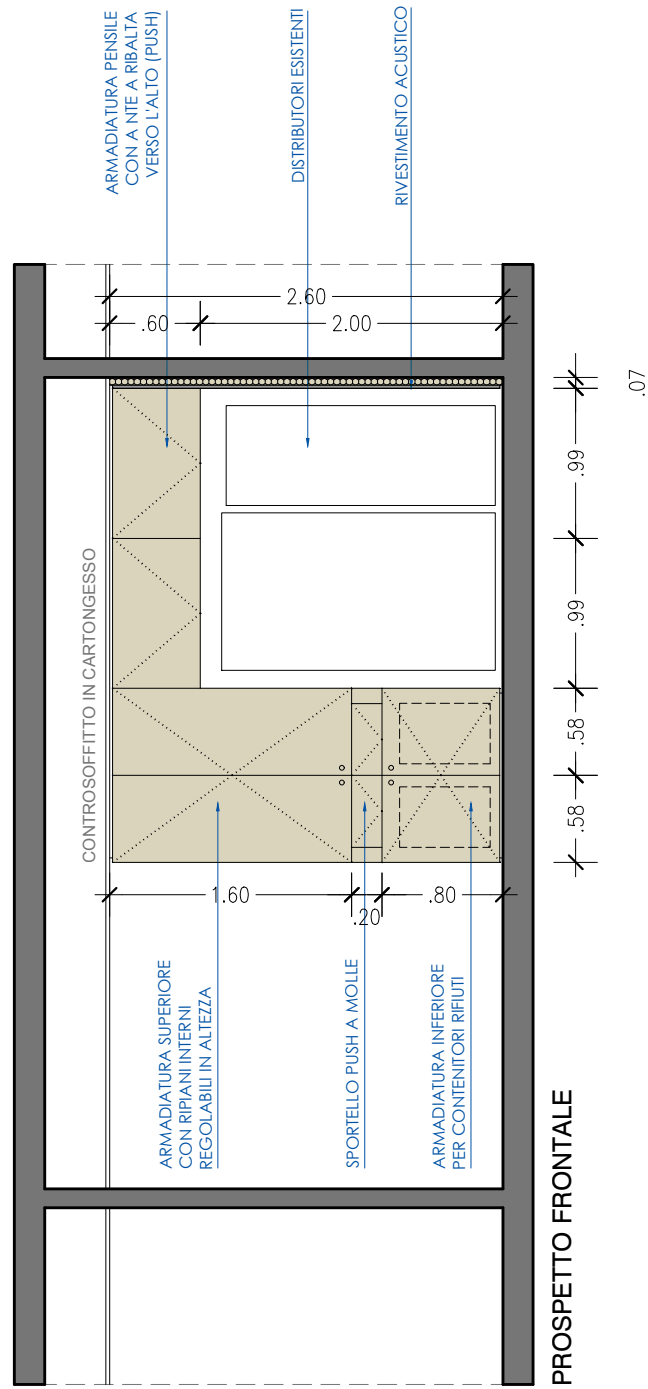 CONTROSOFFITTO IN CARTONGESSO
ARMADIATURA SUPERIORE
CON RIPIANI INTERNI
REGOLABILI IN ALTEZZA
SPORTELLO PUSH A MOLLE
ARMADIATURA INFERIORE
PER CONTENITORI RIFIUTI
1.60
.20
.80
ARMADIATURA PENSILE
CON A NTE A RIBALTA
VERSO L'ALTO (PUSH)
DISTRIBUTORI ESISTENTI
RIVESTIMENTO ACUSTICO
.60
2.60
2.00
.58
.58
.99
.99
.07
PROSPETTO FRONTALE